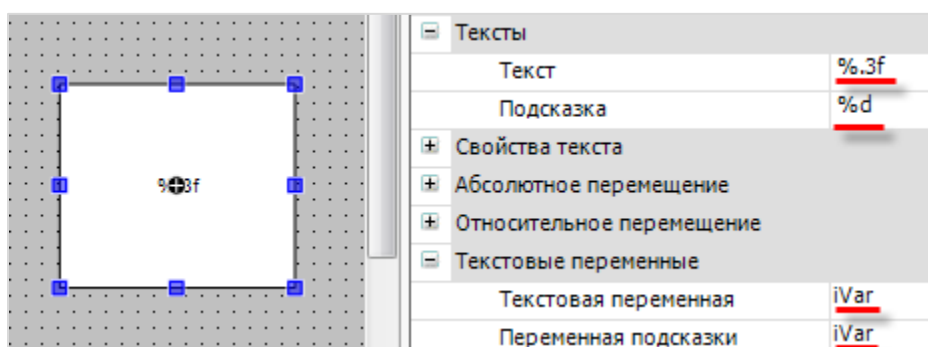 Тексты
Текст %.3f
Подсказка %d
Свойства текста
Абсолютное перемещение
Относительное перемещение
Текстовые переменные
Текстовая переменная iVar
Переменная подсказки iVar
%.3f